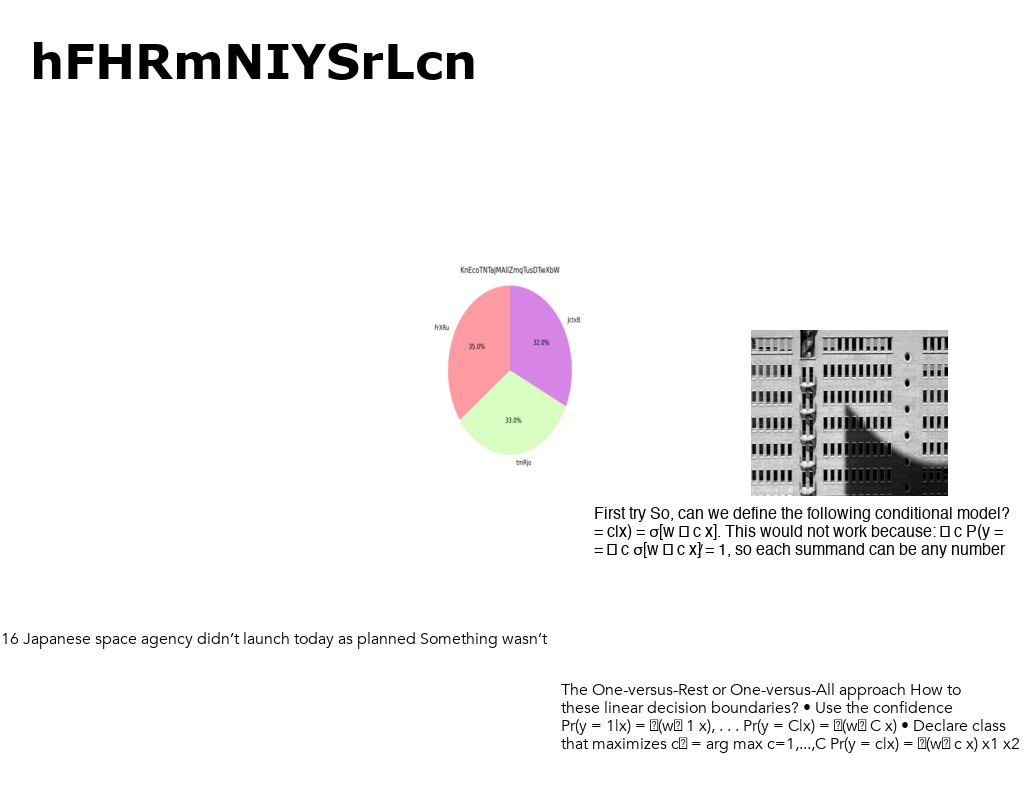 hFHRmNIYSrLcn
KnEcoTNTaJMAIIZmqTusDTwXbW
FrXRu
JctxB
35.0%
32.0%
33.0%
tmRjo
First try So, can we define the following conditional model?
= c|x) = σ[w □ c x]. This would not work because: □ c P(y =
= □ c σ[w □ c x] ̸= 1, so each summand can be any number
16 Japanese space agency didn’t launch today as planned Something wasn’t
The One-versus-Rest or One-versus-All approach How to
these linear decision boundaries? • Use the confidence
Pr(y = 1|x) = (w 1 x), . . . Pr(y = C|x) = (w C x) • Declare class
that maximizes c = arg max c=1,...,C Pr(y = c|x) = (w c x) x1 x2